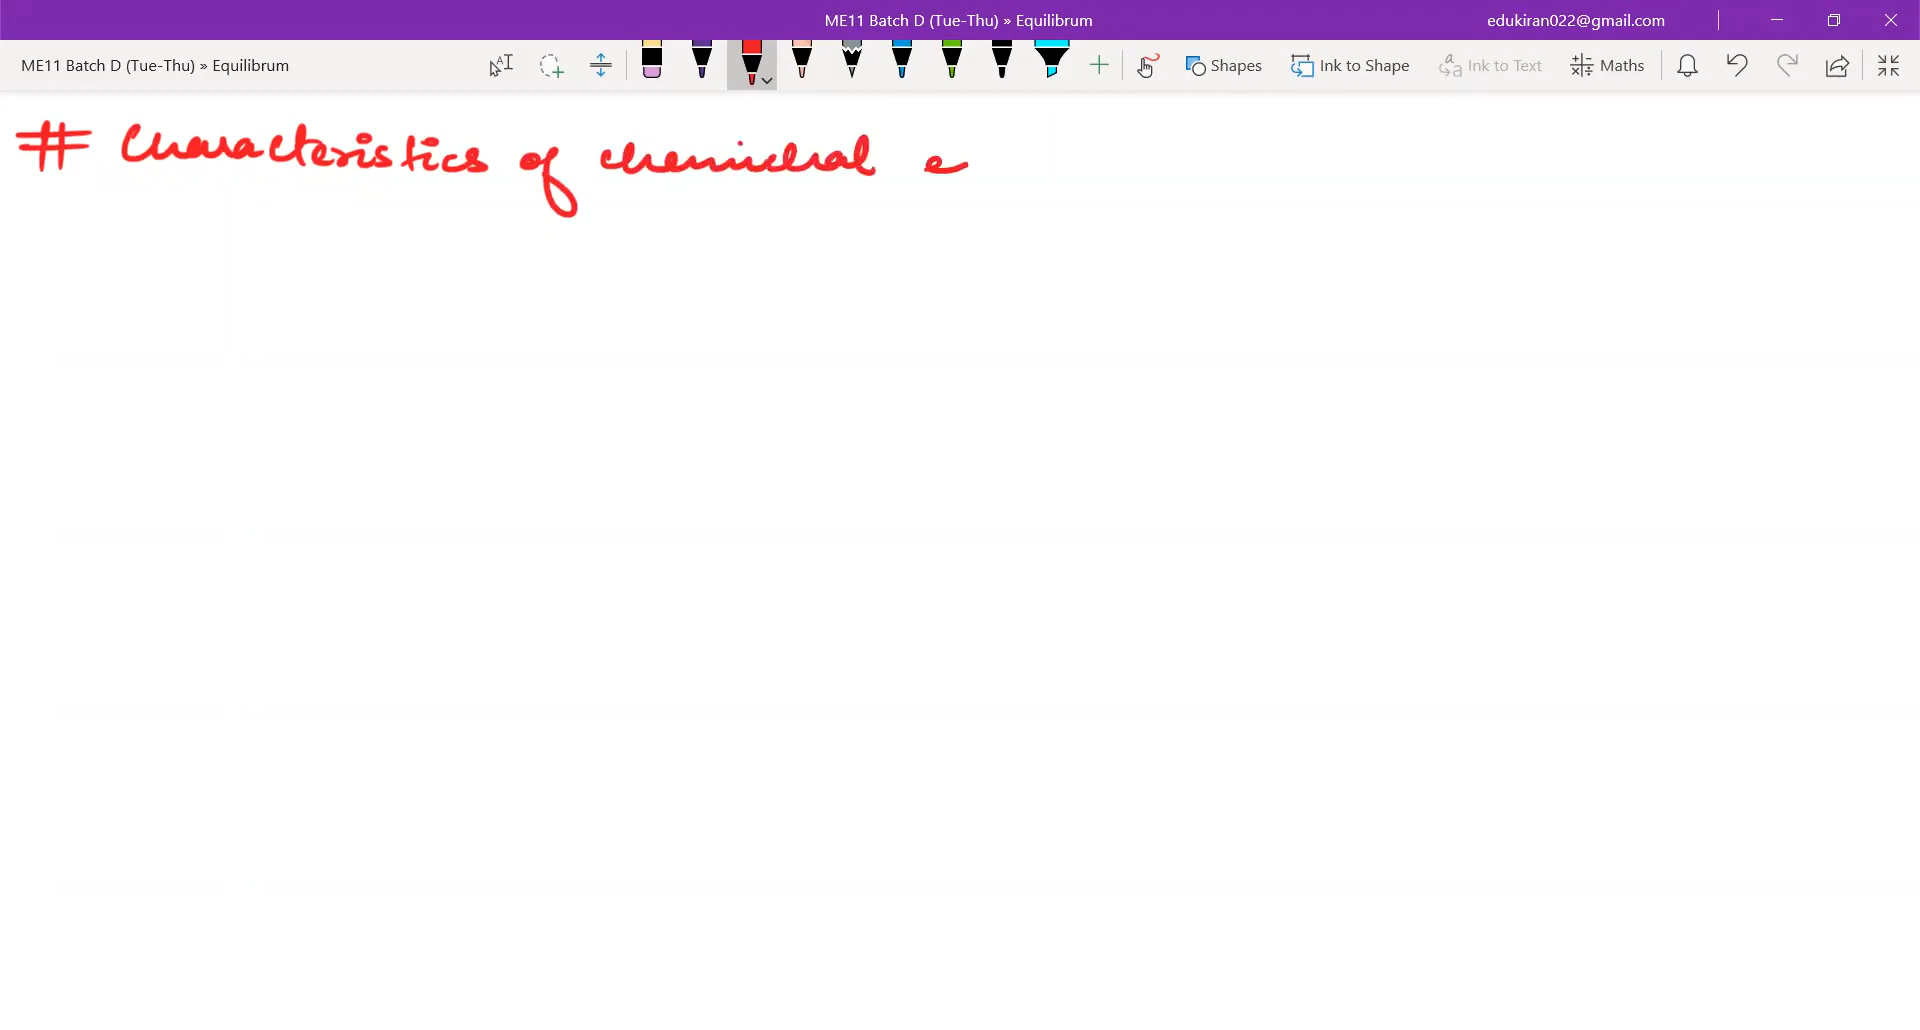 ME11 Batch D (Tue-Thu) » Equilibrum edukiran022@gmail.com
ME11 Batch D (Tue-Thu) » Equilibrum Shapes Ink to Shape Ink to Text Maths
# Characteristics of chemichal e